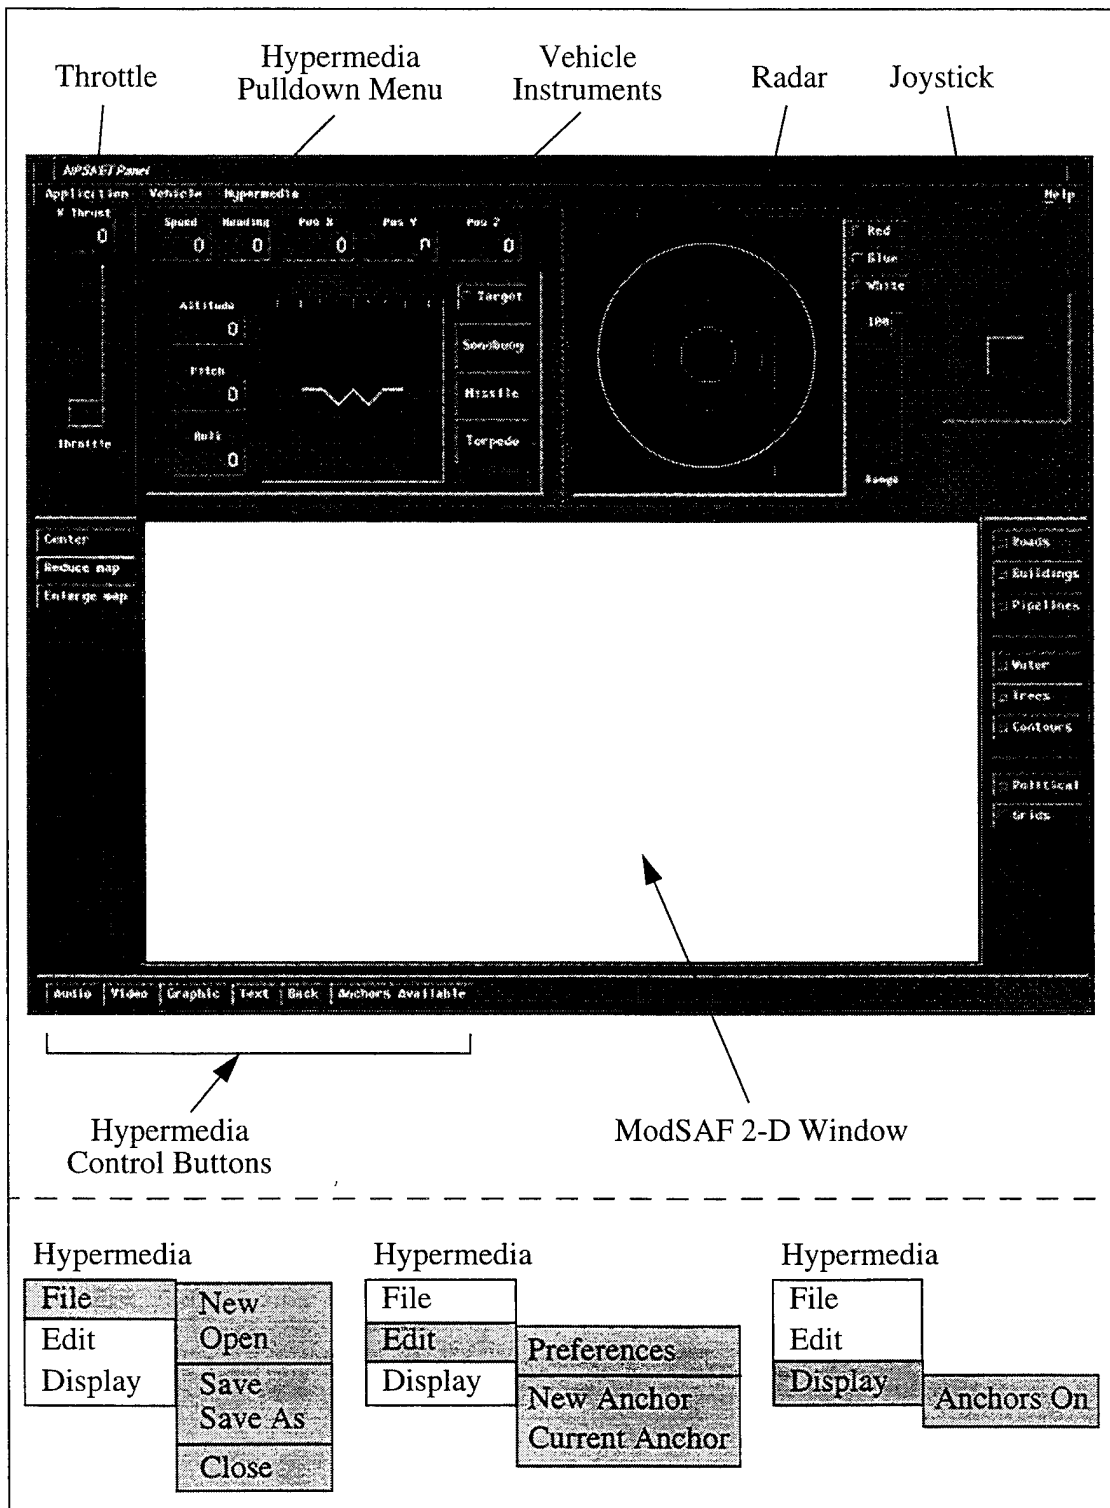 Throttle
Hypermedia
Pulldown Menu
Vehicle
Instruments
Radar
Joystick
Panel
Application Vehicle Hypermedia Help
% Thrust
0
Throttle
Speed Heading Pos X Pos Y Pos Z
0 0 0 0 0
Altitude
0
Pitch
0
Roll
0
Target
Sonobuoy
Missile
Torpedo
Red
Blue
White
100
Range
Center
Reduce map
Enlarge map
Roads
Buildings
Pipelines
Water
Trees
Contours
Political
Grids
Audio Video Graphic Text Back Anchors Available
Hypermedia
Control Buttons
ModSAF 2-D Window
Hypermedia
File
Edit
Display
New
Open
Save
Save As
Close
Hypermedia
File
Edit
Display
Preferences
New Anchor
Current Anchor
Hypermedia
File
Edit
Display
Anchors On